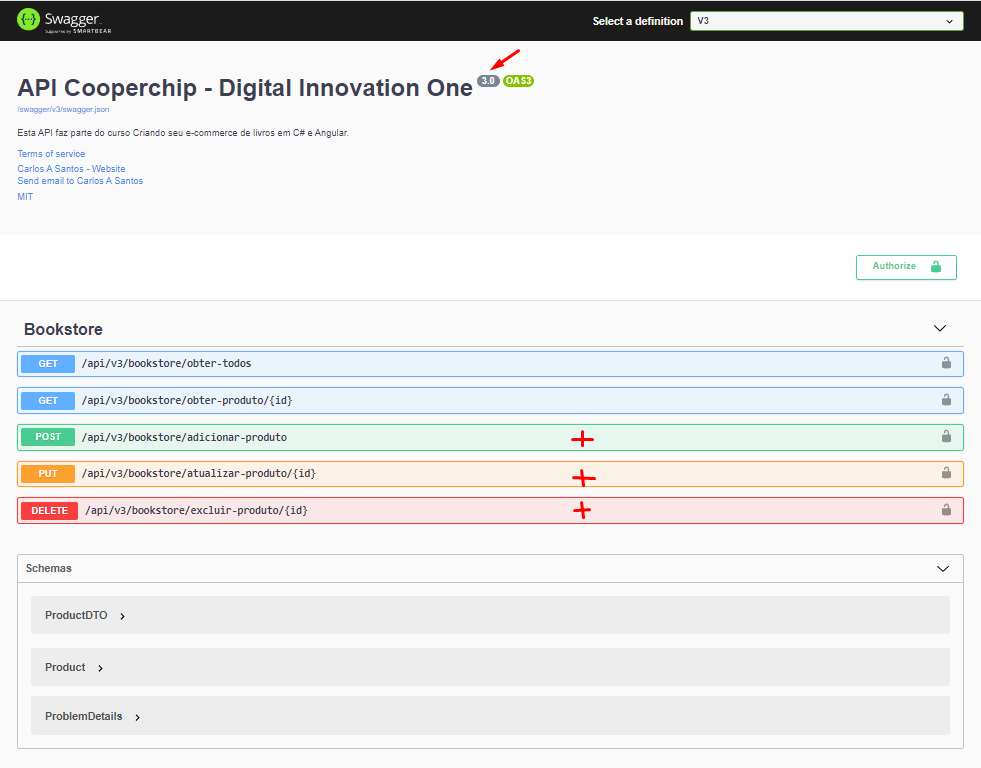 Swagger.
Supported by SMARTBEAR
Select a definition
V3
API Cooperchip - Digital Innovation One 3.0 OAS3
/swagger/v3/swagger.json
Esta API faz parte do curso Criando seu e-commerce de livros em C# e Angular.
Terms of service
Carlos A Santos - Website
Send email to Carlos A Santos
MIT
Authorize
Bookstore
GET /api/v3/bookstore/obter-todos
GET /api/v3/bookstore/obter-produto/{id}
POST /api/v3/bookstore/adicionar-produto
PUT /api/v3/bookstore/atualizar-produto/{id}
DELETE /api/v3/bookstore/excluir-produto/{id}
Schemas
ProductDTO
Product
ProblemDetails